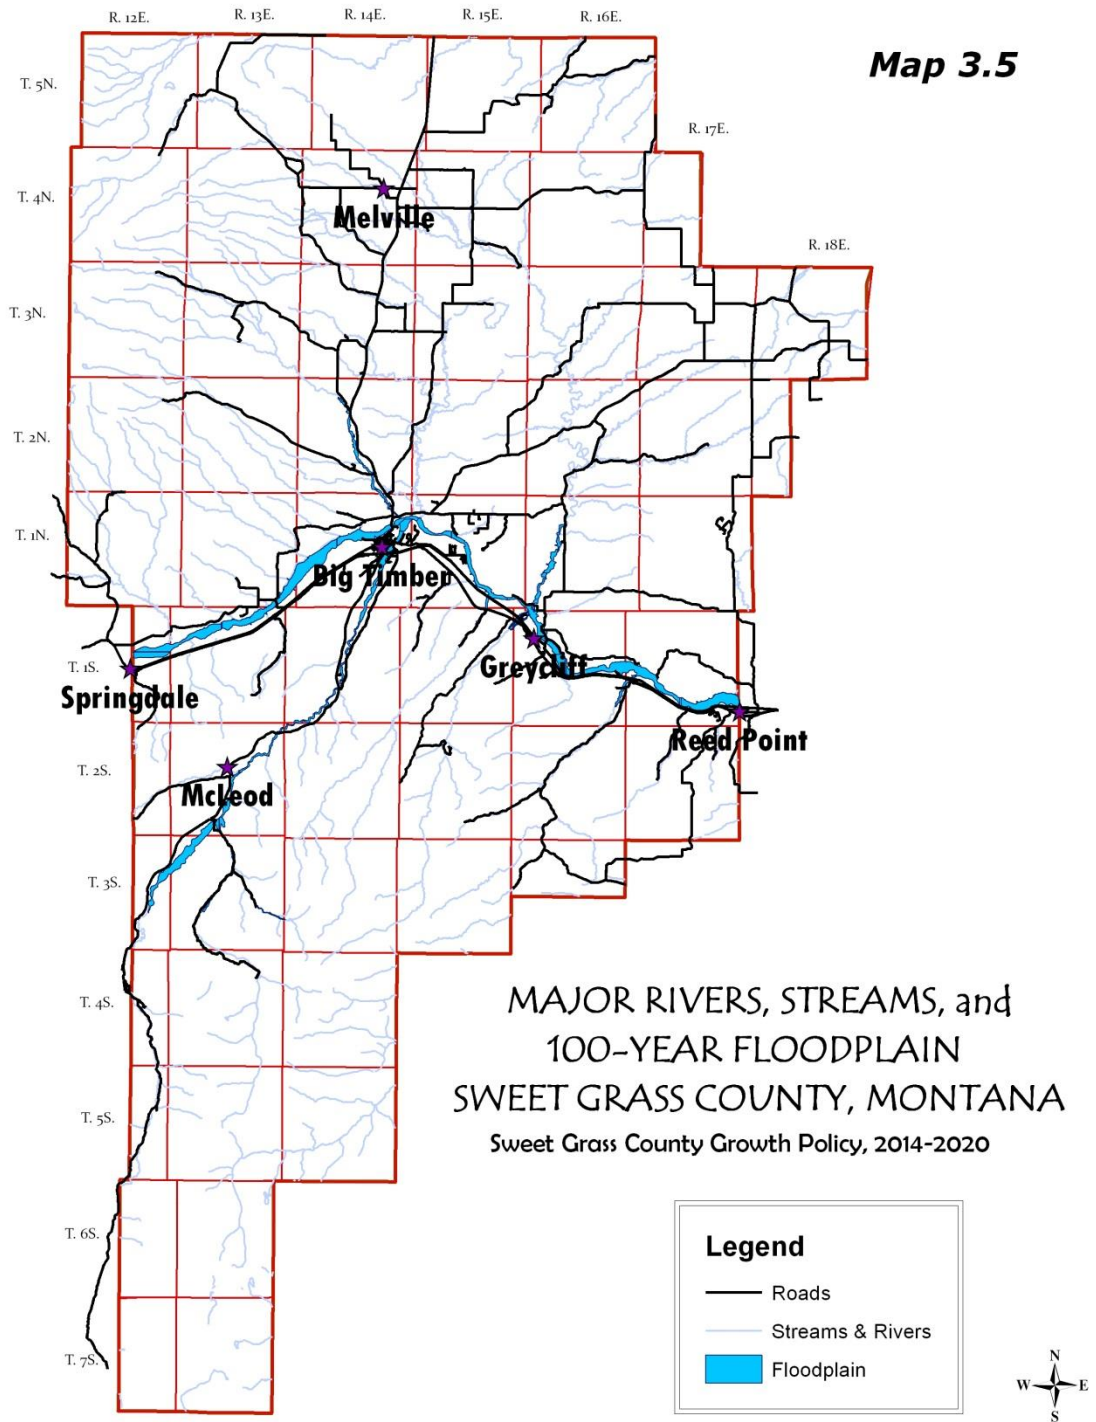 R. 12E. R. 13E. R. 14E. R. 15E. R. 16E.
Map 3.5
T. 5N.
R. 17E.
T. 4N.
Melville
R. 18E.
T. 3N.
T. 2N.
T. 1N.
Big Timber
T. 1S.
Greycliff
Springdale
Reed Point
T. 2S.
McLeod
T. 3S.
T. 4S.
MAJOR RIVERS, STREAMS, and
100-YEAR FLOODPLAIN
SWEET GRASS COUNTY, MONTANA
T. 5S.
Sweet Grass County Growth Policy, 2014-2020
T. 6S.
Legend
Roads
Streams & Rivers
Floodplain
T. 7S.
N
W E
S